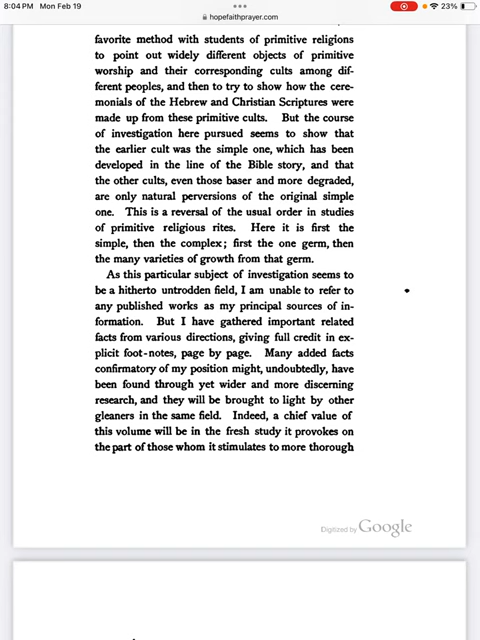 8:04 PM Mon Feb 19
23%
hopefaithprayer.com
favorite method with students of primitive religions
to point out widely different objects of primitive
worship and their corresponding cults among dif-
ferent peoples, and then to try to show how the cere-
monials of the Hebrew and Christian Scriptures were
made up from these primitive cults. But the course
of investigation here pursued seems to show that
the earlier cult was the simple one, which has been
developed in the line of the Bible story, and that
the other cults, even those baser and more degraded,
are only natural perversions of the original simple
one. This is a reversal of the usual order in studies
of primitive religious rites. Here it is first the
simple, then the complex; first the one germ, then
the many varieties of growth from that germ.
As this particular subject of investigation seems to
be a hitherto untrodden field, I am unable to refer to
any published works as my principal sources of in-
formation. But I have gathered important related
facts from various directions, giving full credit in ex-
plicit foot-notes, page by page. Many added facts
confirmatory of my position might, undoubtedly, have
been found through yet wider and more discerning
research, and they will be brought to light by other
gleaners in the same field. Indeed, a chief value of
this volume will be in the fresh study it provokes on
the part of those whom it stimulates to more thorough
Digitized by Google